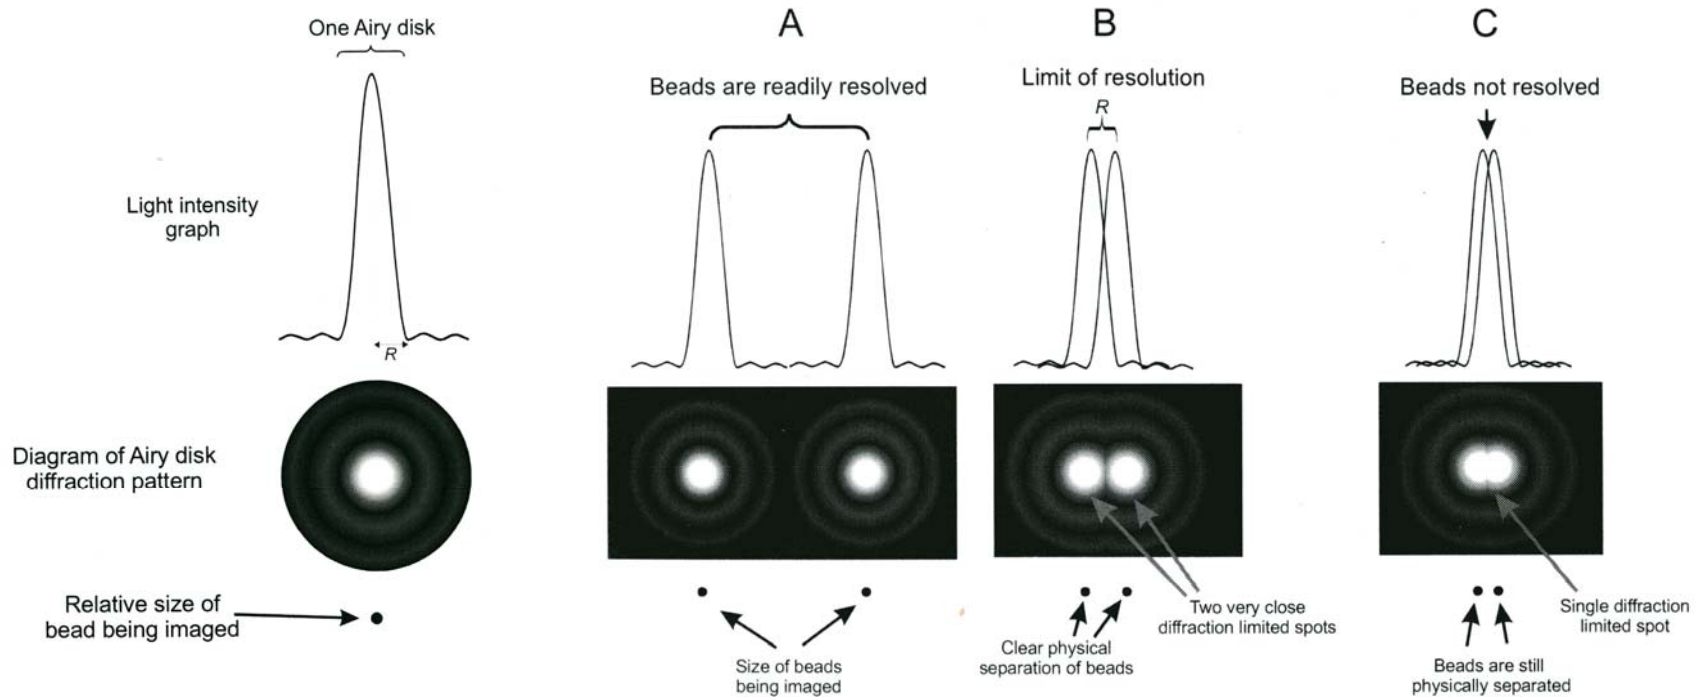 One Airy disk
Light intensity
graph
R
Diagram of Airy disk
diffraction pattern
Relative size of
bead being imaged
A
Beads are readily resolved
Size of beads
being imaged
B
Limit of resolution
R
Two very close
diffraction limited spots
Clear physical
separation of beads
C
Beads not resolved
Single diffraction
limited spot
Beads are still
physically separated